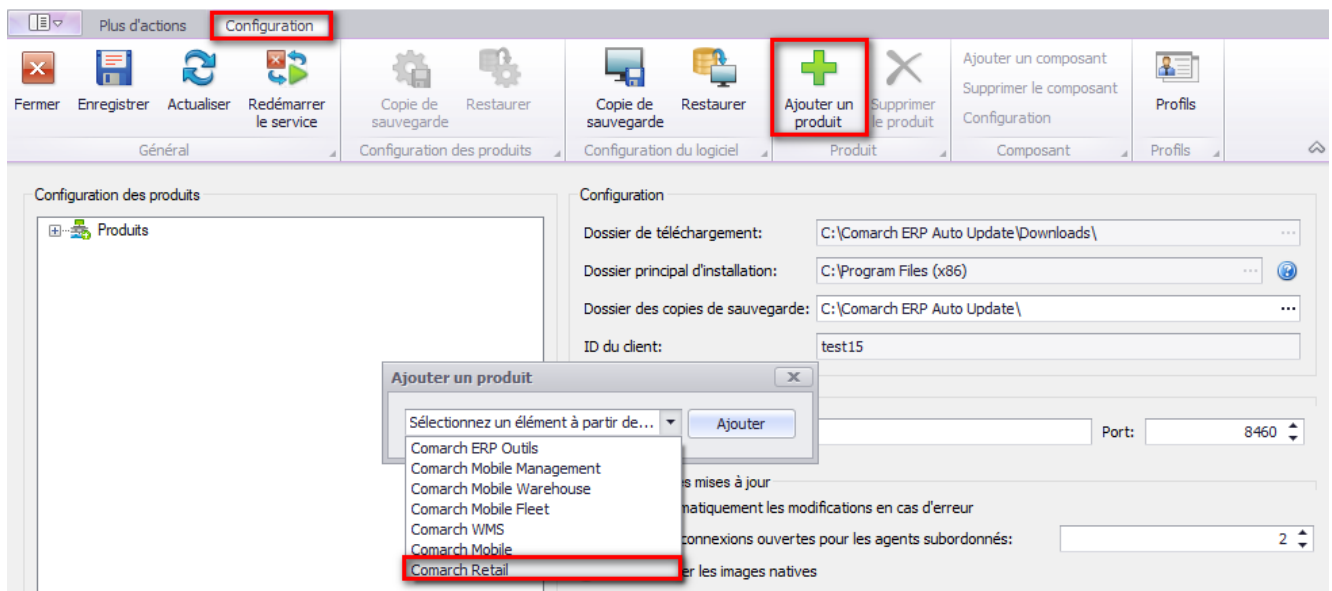 Plus d'actions
Configuration
Fermer
Enregistrer
Actualiser
Redémarrer
le service
Copie de
sauvegarde
Restaurer
Copie de
sauvegarde
Restaurer
Ajouter un
produit
Supprimer
le produit
Ajouter un composant
Supprimer le composant
Configuration
Profils
Général
Configuration des produits
Configuration du logiciel
Produit
Composant
Profils
Configuration des produits
Produits
Configuration
Dossier de téléchargement: C:\Comarch ERP Auto Update\Downloads\ ...
Dossier principal d'installation: C:\Program Files (x86) ...
Dossier des copies de sauvegarde: C:\Comarch ERP Auto Update\ ...
ID du client: test15
Ajouter un produit
Sélectionnez un élément à partir de... Ajouter
Port: 8460
Comarch ERP Outils
Comarch Mobile Management
Comarch Mobile Warehouse
Comarch Mobile Fleet
Comarch WMS
Comarch Mobile
Comarch Retail
mises à jour
les modifications en cas d'erreur
connexions ouvertes pour les agents subordonnés: 2
les images natives